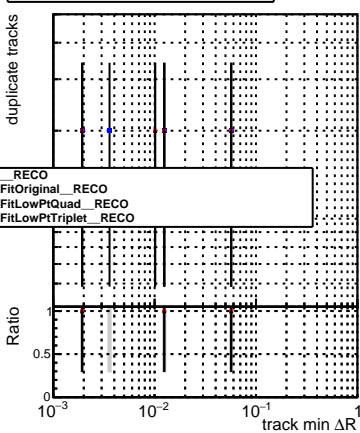 duplicate tracks
__RECO
FitOriginal__RECO
FitLowPtQuad__RECO
FitLowPtTriplet__RECO
Ratio
1
0.5
0
10−3
10−2
10−1
1
track min ΔR